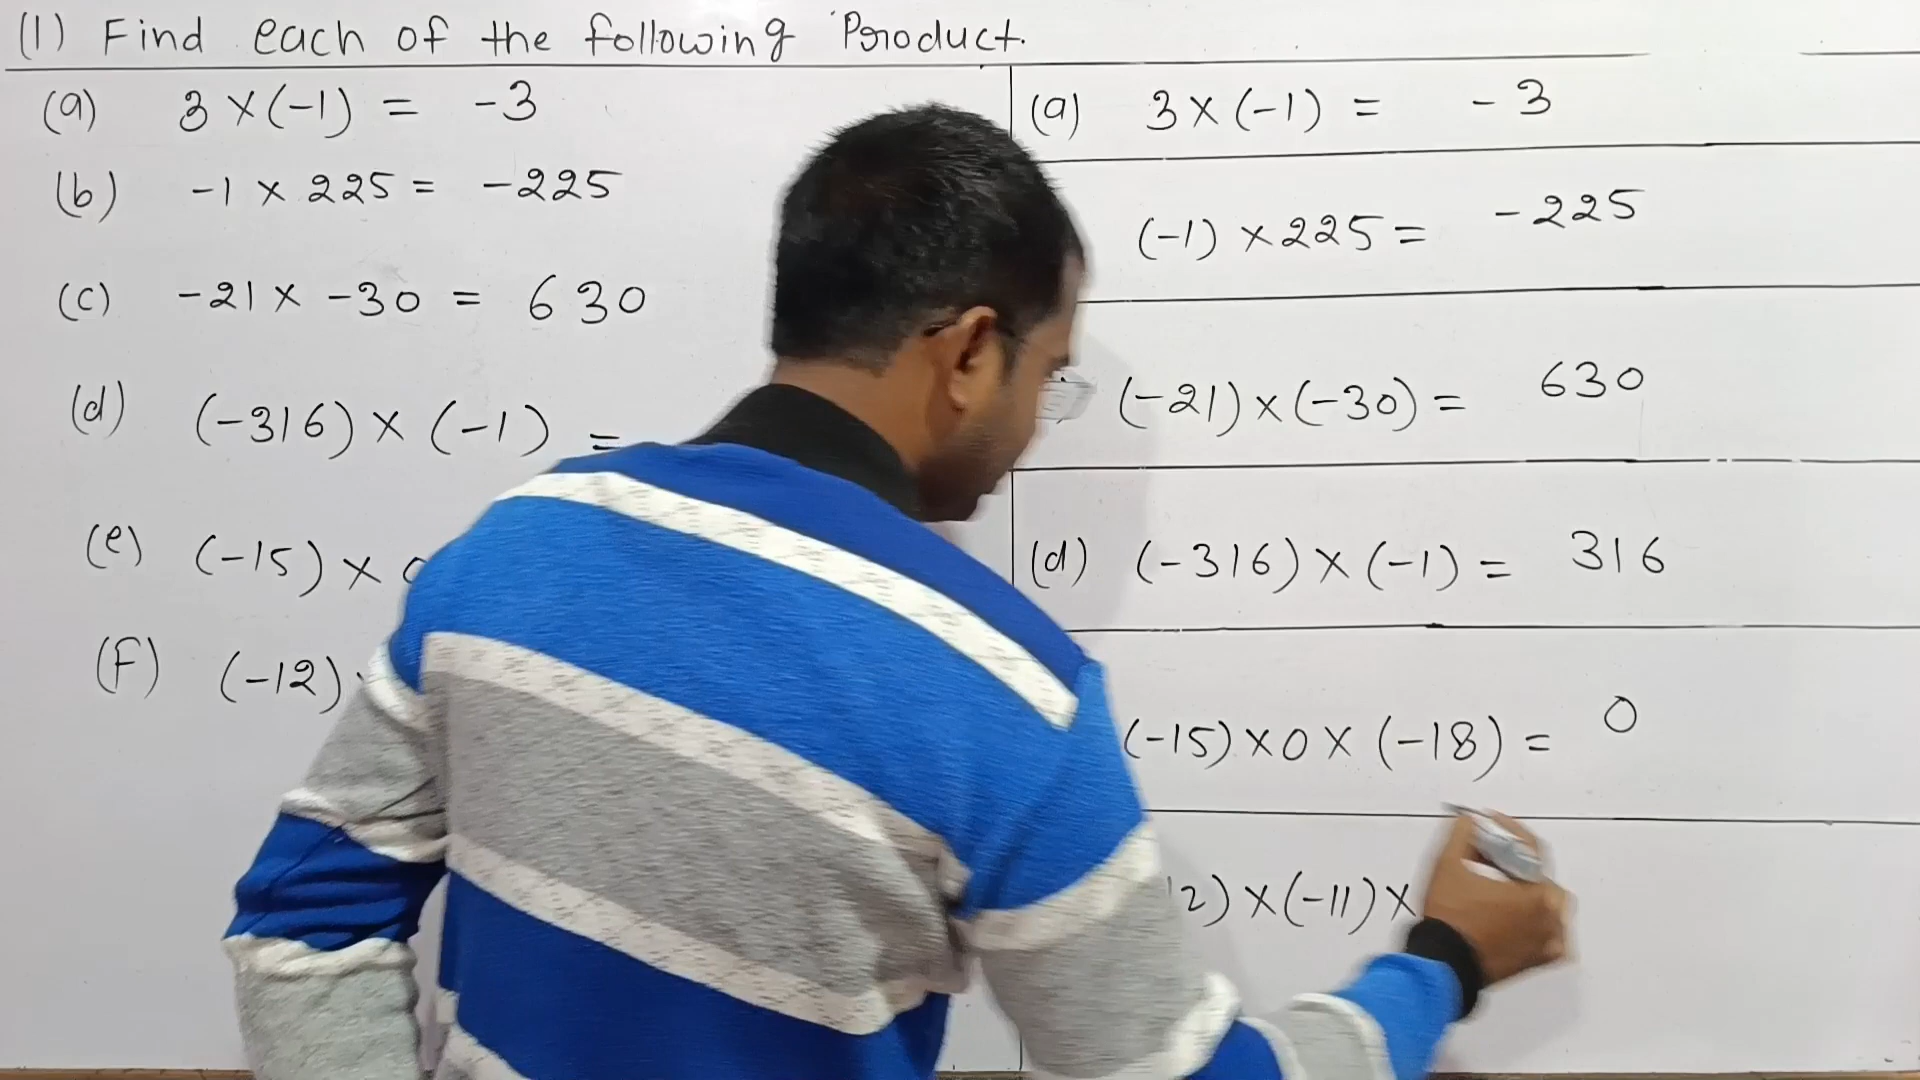 (1) Find each of the following Product.
(a) 3 × (-1) = -3
(b) -1 × 225 = -225
(c) -21 × -30 = 630
(d) (-316) × (-1) =
(e) (-15) ×
(F) (-12)
(a) 3 × (-1) = -3
(-1) × 225 = -225
(-21) × (-30) = 630
(d) (-316) × (-1) = 316
(-15) × 0 × (-18) = 0
2) × (-11) ×